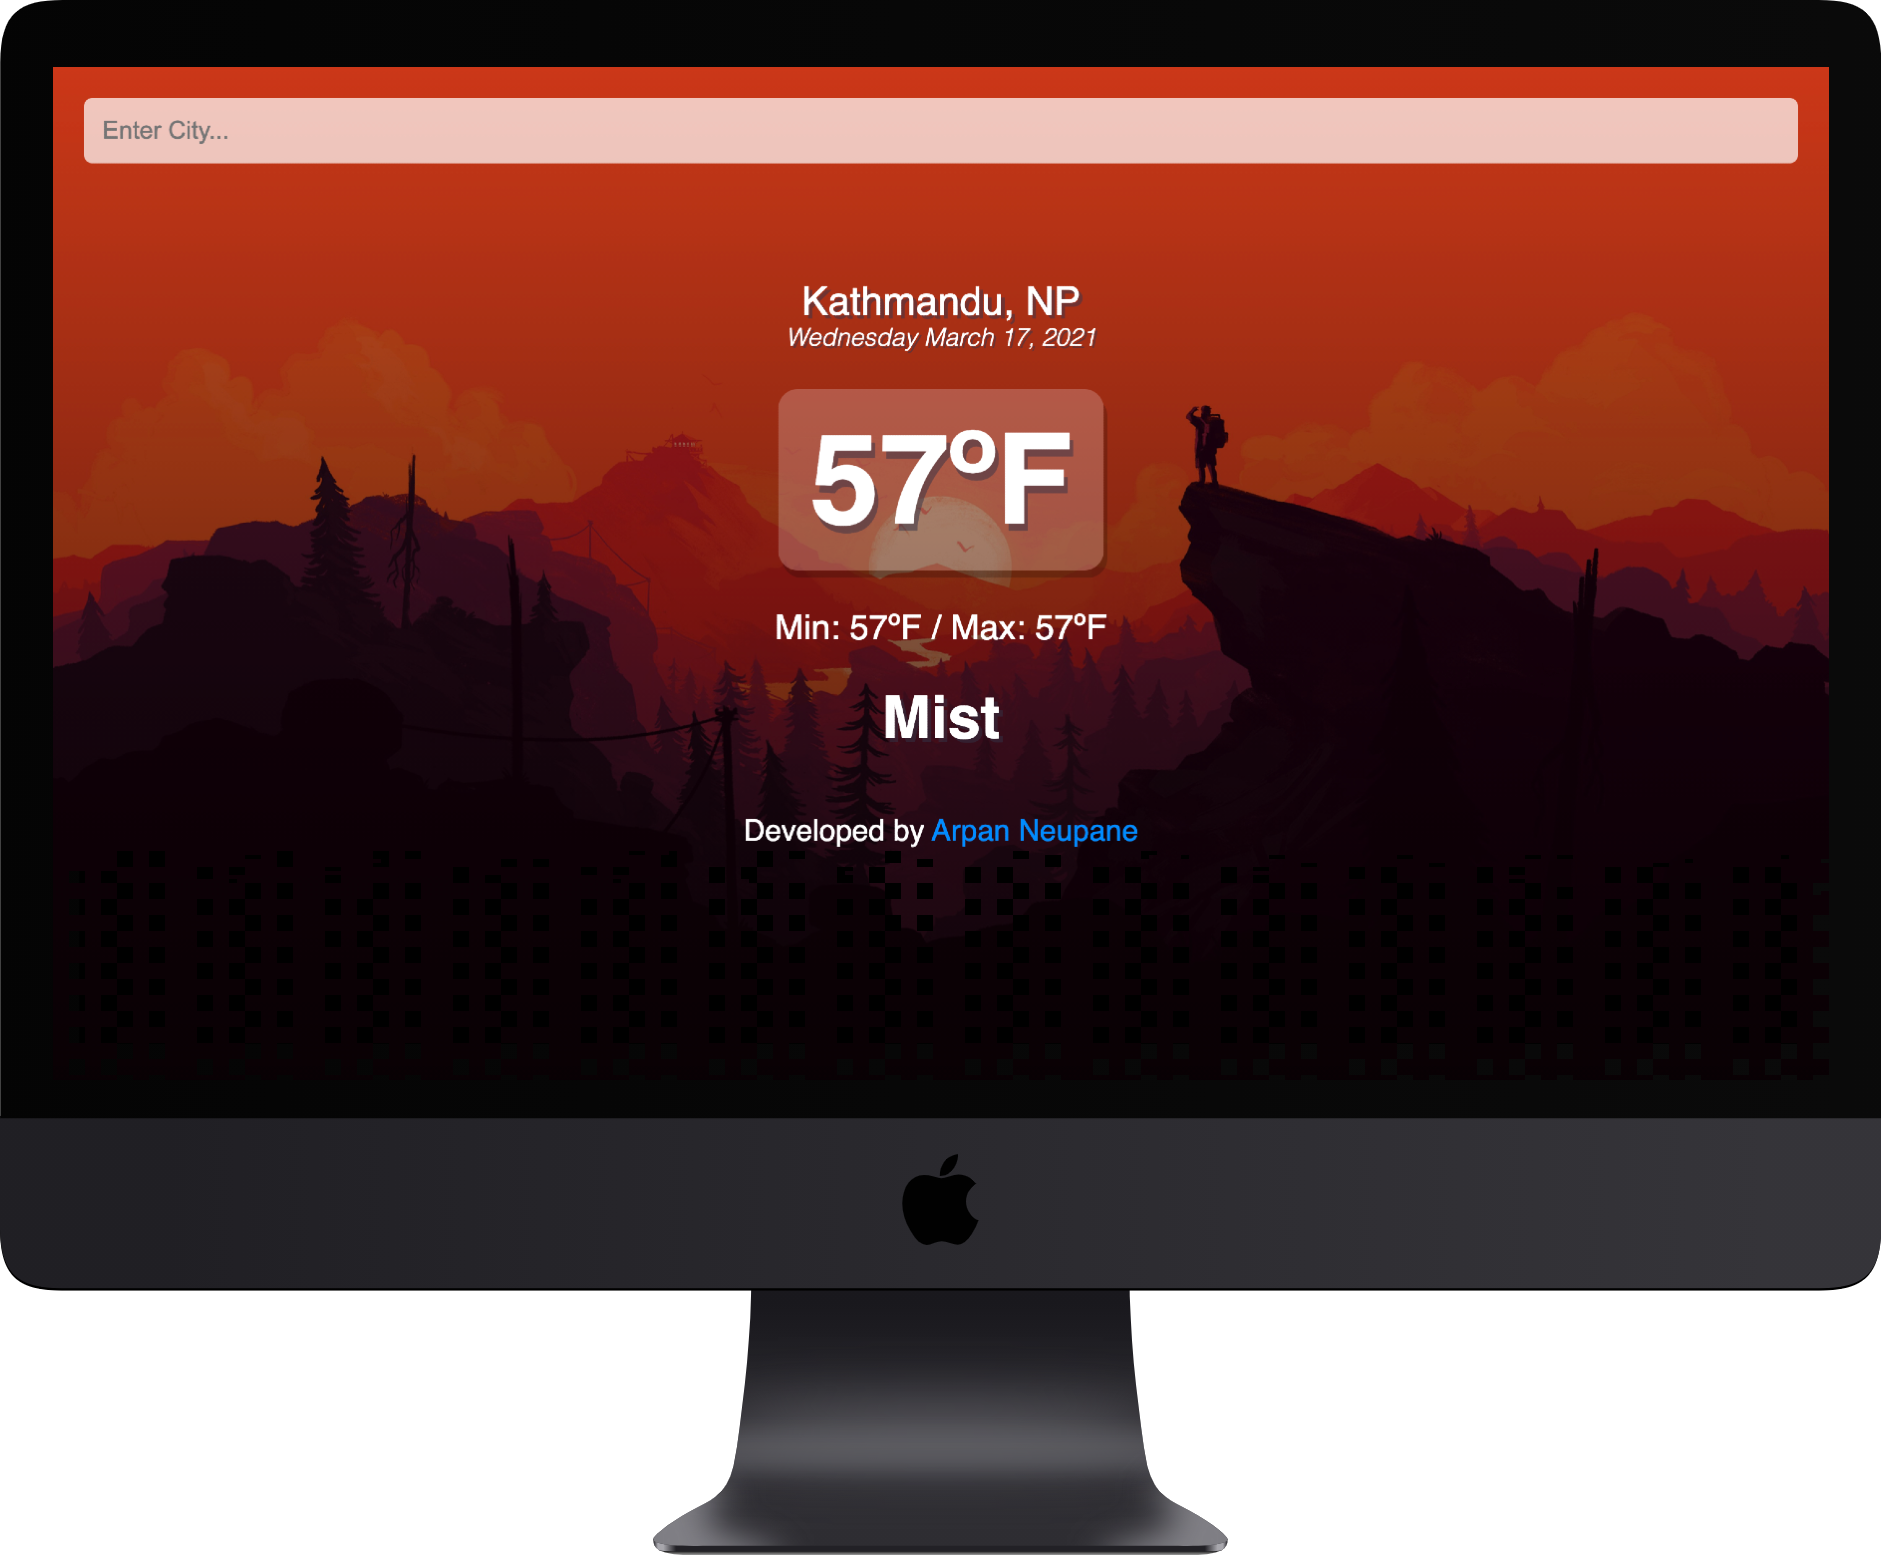 Enter City...
Kathmandu, NP
Wednesday March 17, 2021
57°F
Min: 57°F / Max: 57°F
Mist
Developed by Arpan Neupane